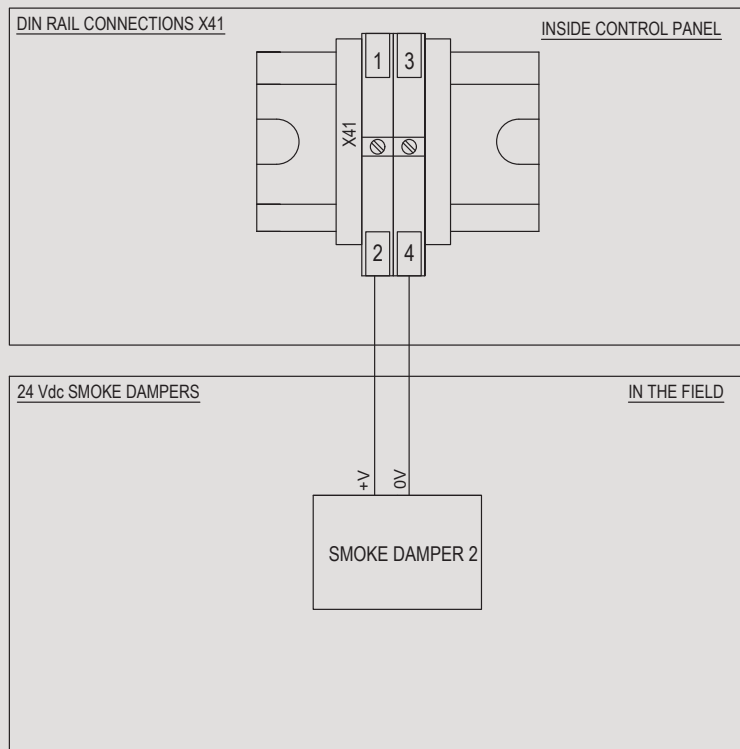 DIN RAIL CONNECTIONS X41
INSIDE CONTROL PANEL
1 3
X41
2 4
24 Vdc SMOKE DAMPERS
IN THE FIELD
+V 0V
SMOKE DAMPER 2